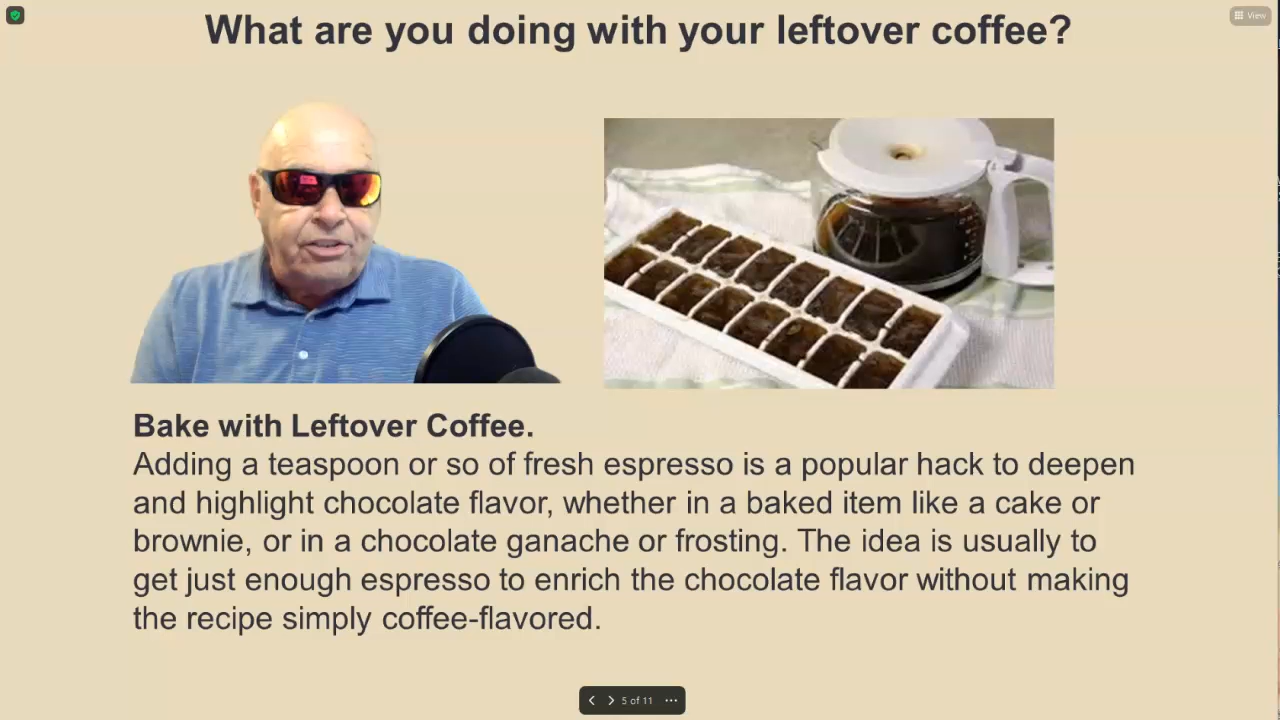 What are you doing with your leftover coffee?
View
Bake with Leftover Coffee.
Adding a teaspoon or so of fresh espresso is a popular hack to deepen
and highlight chocolate flavor, whether in a baked item like a cake or
brownie, or in a chocolate ganache or frosting. The idea is usually to
get just enough espresso to enrich the chocolate flavor without making
the recipe simply coffee-flavored.
5 of 11